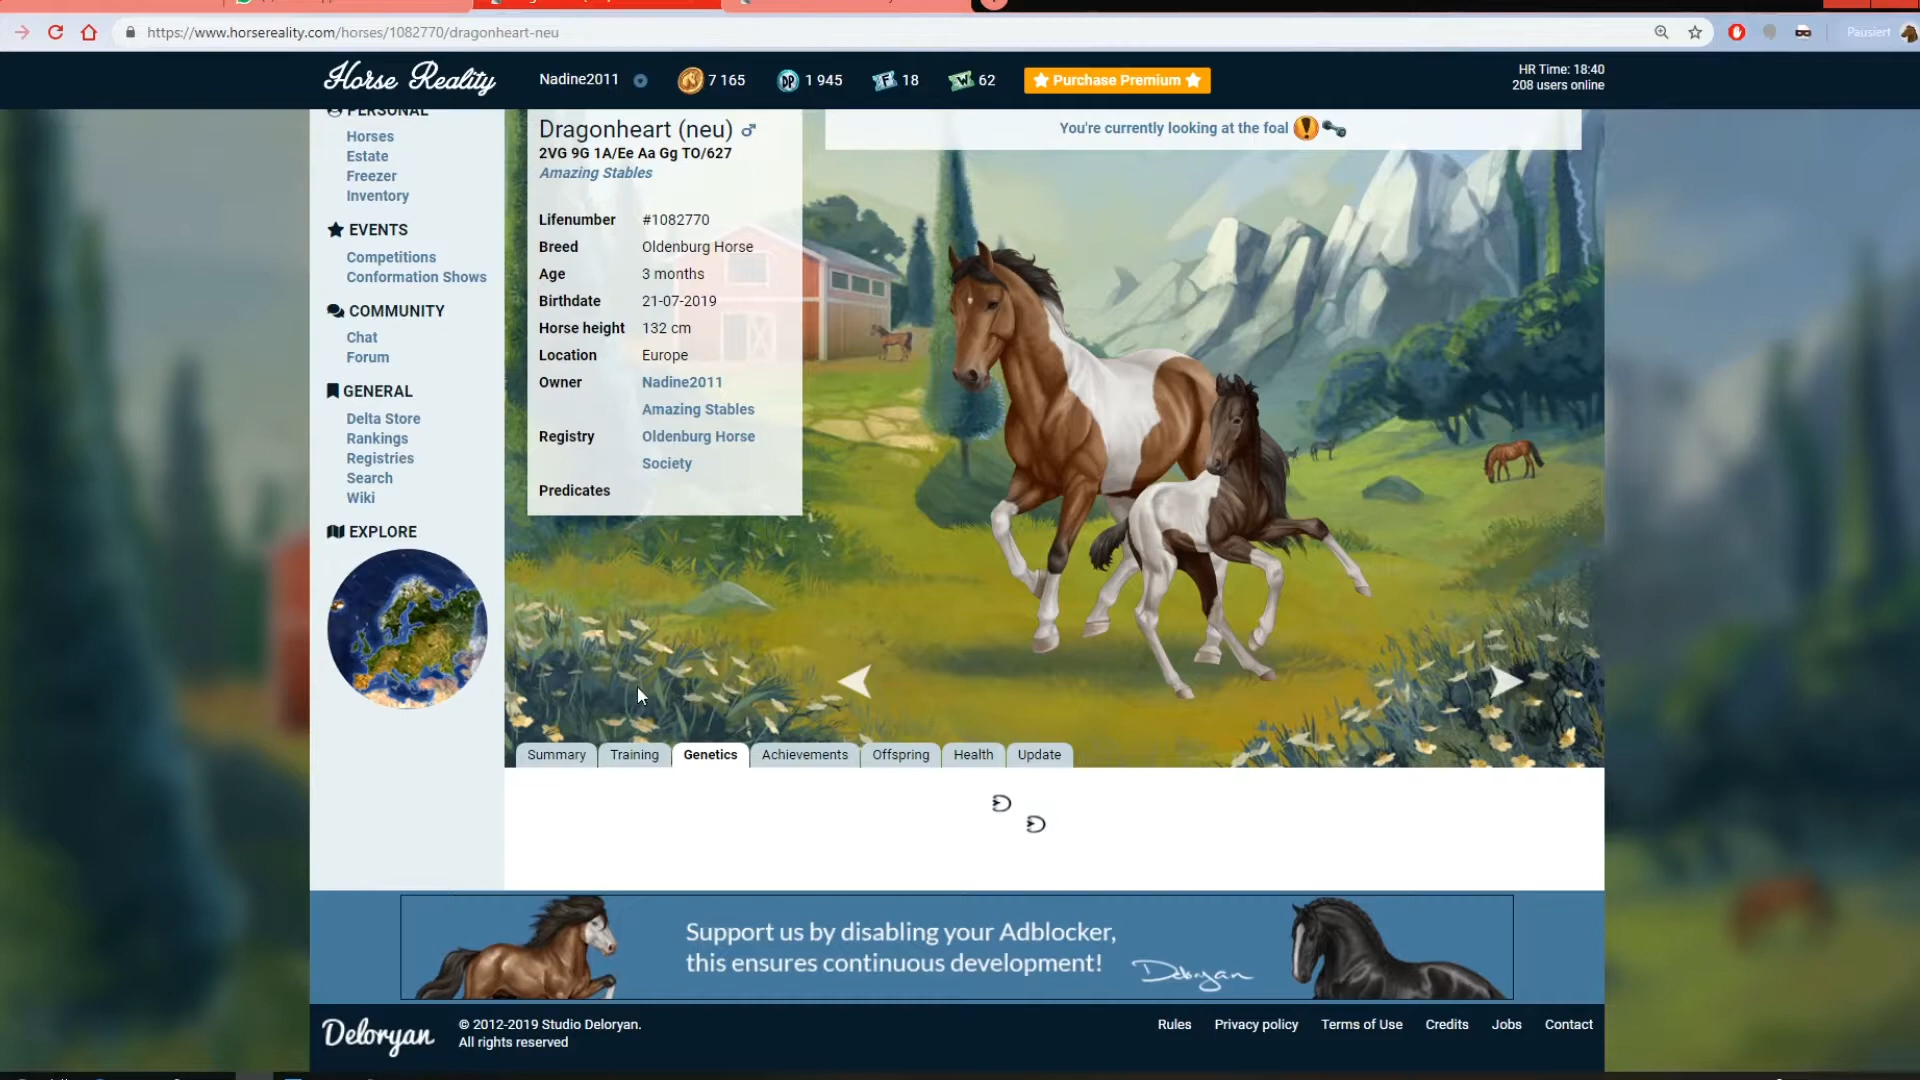 https://www.horsereality.com/horses/1082770/dragonheart-neu
Pausiert
Horse Reality
Nadine2011
7 165
DP
1 945
F
18
W
62
Purchase Premium
HR Time: 18:40
208 users online
PERSONAL
Horses
Estate
Freezer
Inventory
EVENTS
Competitions
Conformation Shows
COMMUNITY
Chat
Forum
GENERAL
Delta Store
Rankings
Registries
Search
Wiki
EXPLORE
Dragonheart (neu)
2VG 9G 1A/Ee Aa Gg TO/627
Amazing Stables
Lifenumber #1082770
Breed Oldenburg Horse
Age 3 months
Birthdate 21-07-2019
Horse height 132 cm
Location Europe
Owner Nadine2011
Amazing Stables
Registry Oldenburg Horse
Society
Predicates
You're currently looking at the foal
Summary
Training
Genetics
Achievements
Offspring
Health
Update
Support us by disabling your Adblocker,
this ensures continuous development!
Deloryan
Deloryan
© 2012-2019 Studio Deloryan.
All rights reserved
Rules
Privacy policy
Terms of Use
Credits
Jobs
Contact